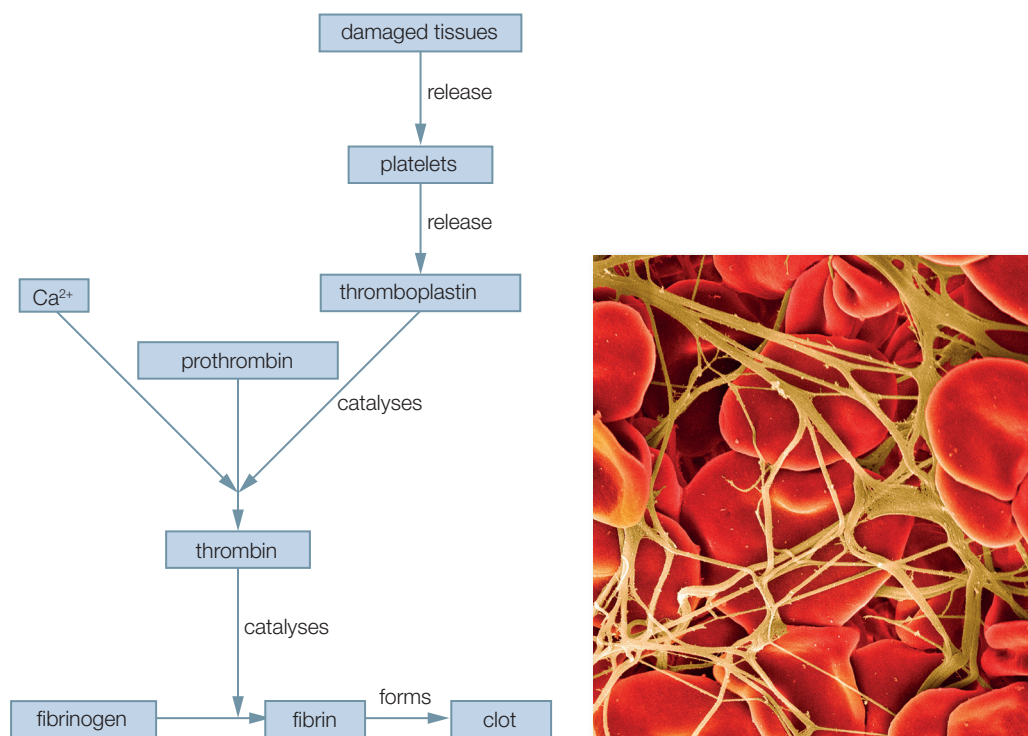 damaged tissues
release
platelets
release
Ca²⁺
thromboplastin
prothrombin
catalyses
thrombin
catalyses
fibrinogen
fibrin
forms
clot